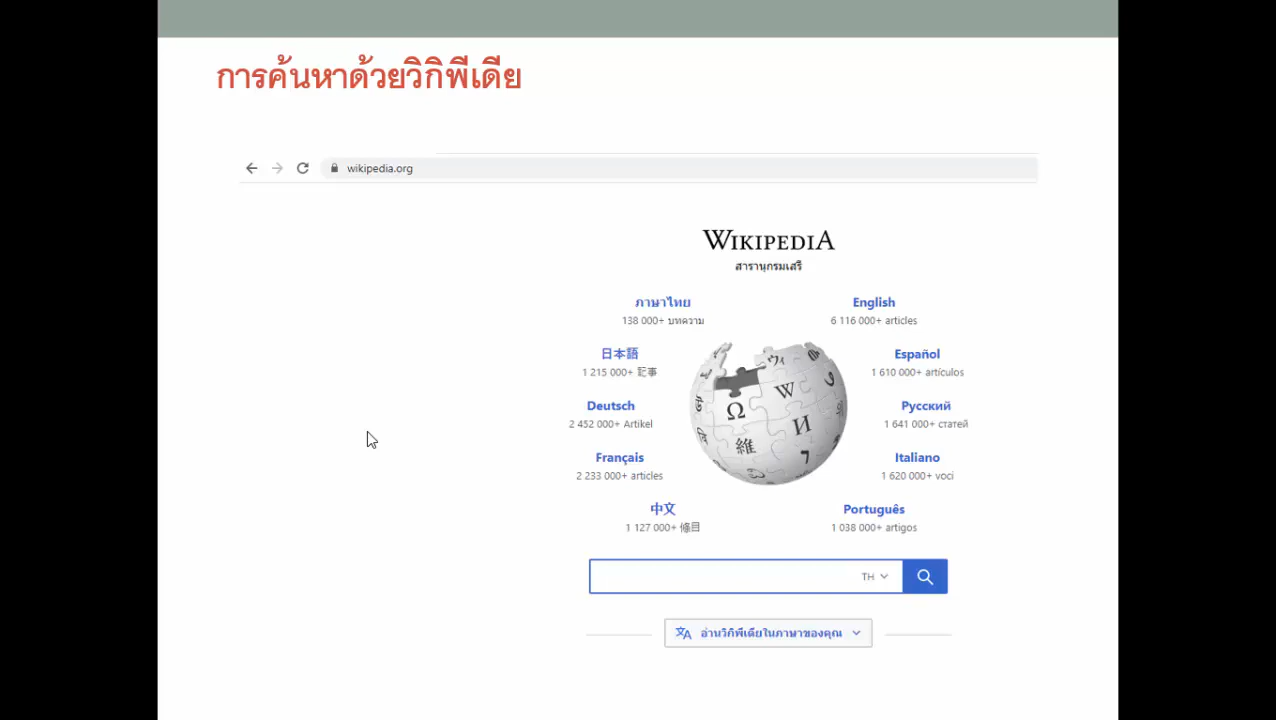 การค้นหาด้วยวิกิพีเดีย
wikipedia.org
WIKIPEDIA
สารานุกรมเสรี
ภาษาไทย
138 000+ บทความ
English
6 116 000+ articles
日本語
1 215 000+ 記事
Español
1 610 000+ artículos
Deutsch
2 452 000+ Artikel
Русский
1 641 000+ статей
Français
2 233 000+ articles
Italiano
1 620 000+ voci
中文
1 127 000+ 條目
Português
1 038 000+ artigos
Ω
W
И
維
ウィ
TH
อ่านวิกิพีเดียในภาษาของคุณ